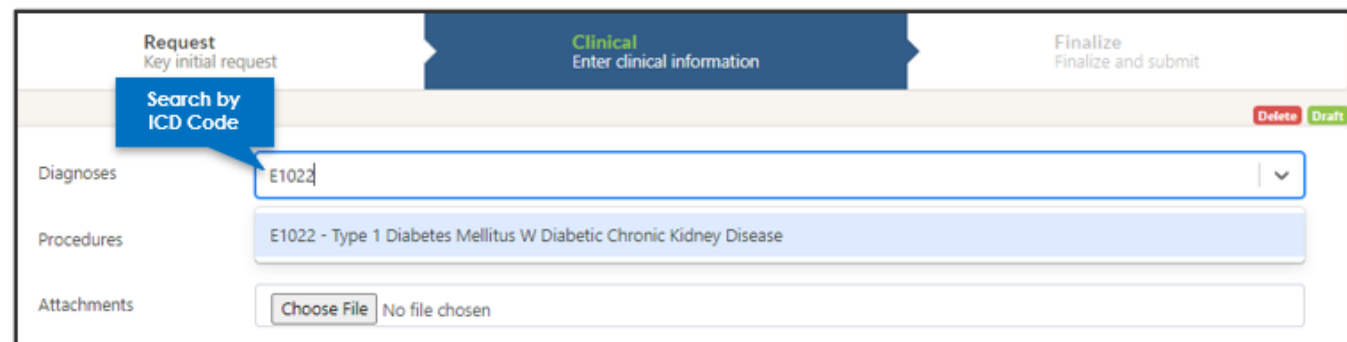 Request
Key initial request
Clinical
Enter clinical information
Finalize
Finalize and submit
Search by
ICD Code
Delete Draft
Diagnoses
E1022
Procedures
E1022 - Type 1 Diabetes Mellitus W Diabetic Chronic Kidney Disease
Attachments
Choose File No file chosen